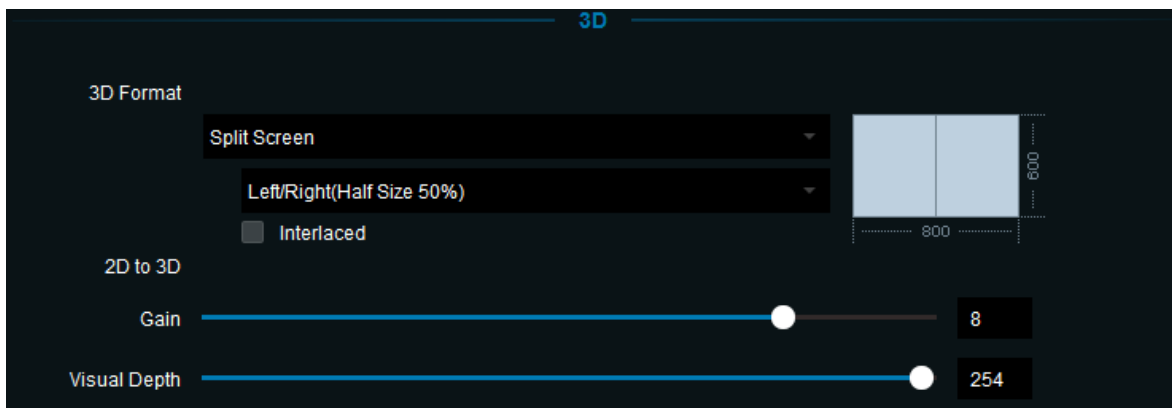 3D
3D Format
Split Screen
Left/Right(Half Size 50%)
600
Interlaced
800
2D to 3D
Gain
8
Visual Depth
254